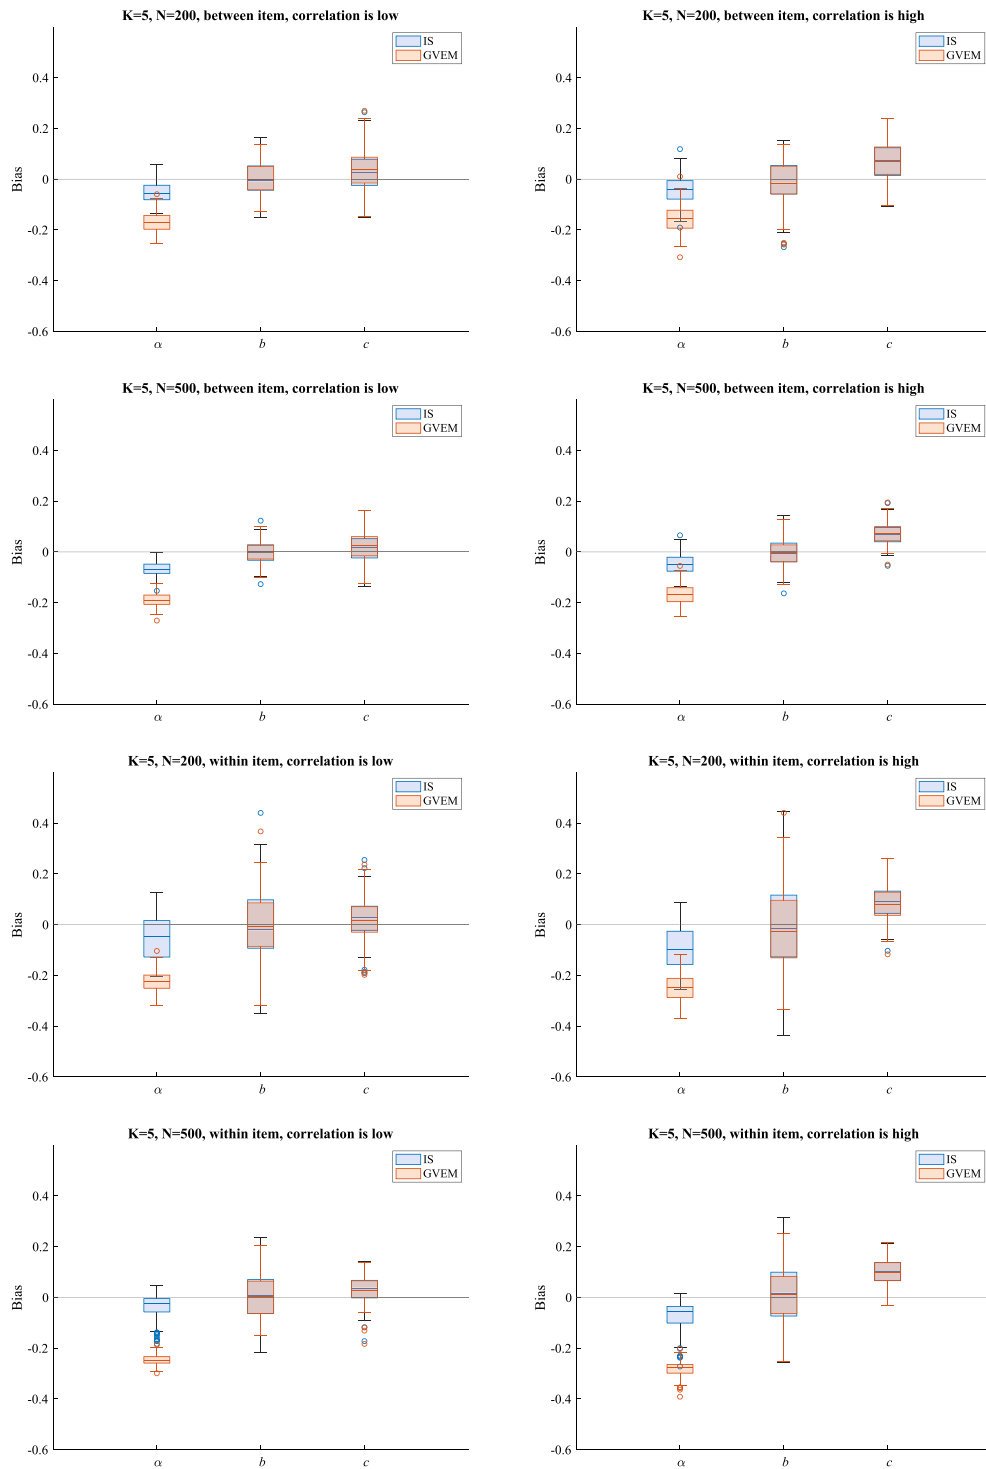 K=5, N=200, between item, correlation is low
IS
GVEM
0.4
0.2
0
-0.2
-0.4
-0.6
Bias
α
b
c
K=5, N=200, between item, correlation is high
IS
GVEM
0.4
0.2
0
-0.2
-0.4
-0.6
Bias
α
b
c
K=5, N=500, between item, correlation is low
IS
GVEM
0.4
0.2
0
-0.2
-0.4
-0.6
Bias
α
b
c
K=5, N=500, between item, correlation is high
IS
GVEM
0.4
0.2
0
-0.2
-0.4
-0.6
Bias
α
b
c
K=5, N=200, within item, correlation is low
IS
GVEM
0.4
0.2
0
-0.2
-0.4
-0.6
Bias
α
b
c
K=5, N=200, within item, correlation is high
IS
GVEM
0.4
0.2
0
-0.2
-0.4
-0.6
Bias
α
b
c
K=5, N=500, within item, correlation is low
IS
GVEM
0.4
0.2
0
-0.2
-0.4
-0.6
Bias
α
b
c
K=5, N=500, within item, correlation is high
IS
GVEM
0.4
0.2
0
-0.2
-0.4
-0.6
Bias
α
b
c